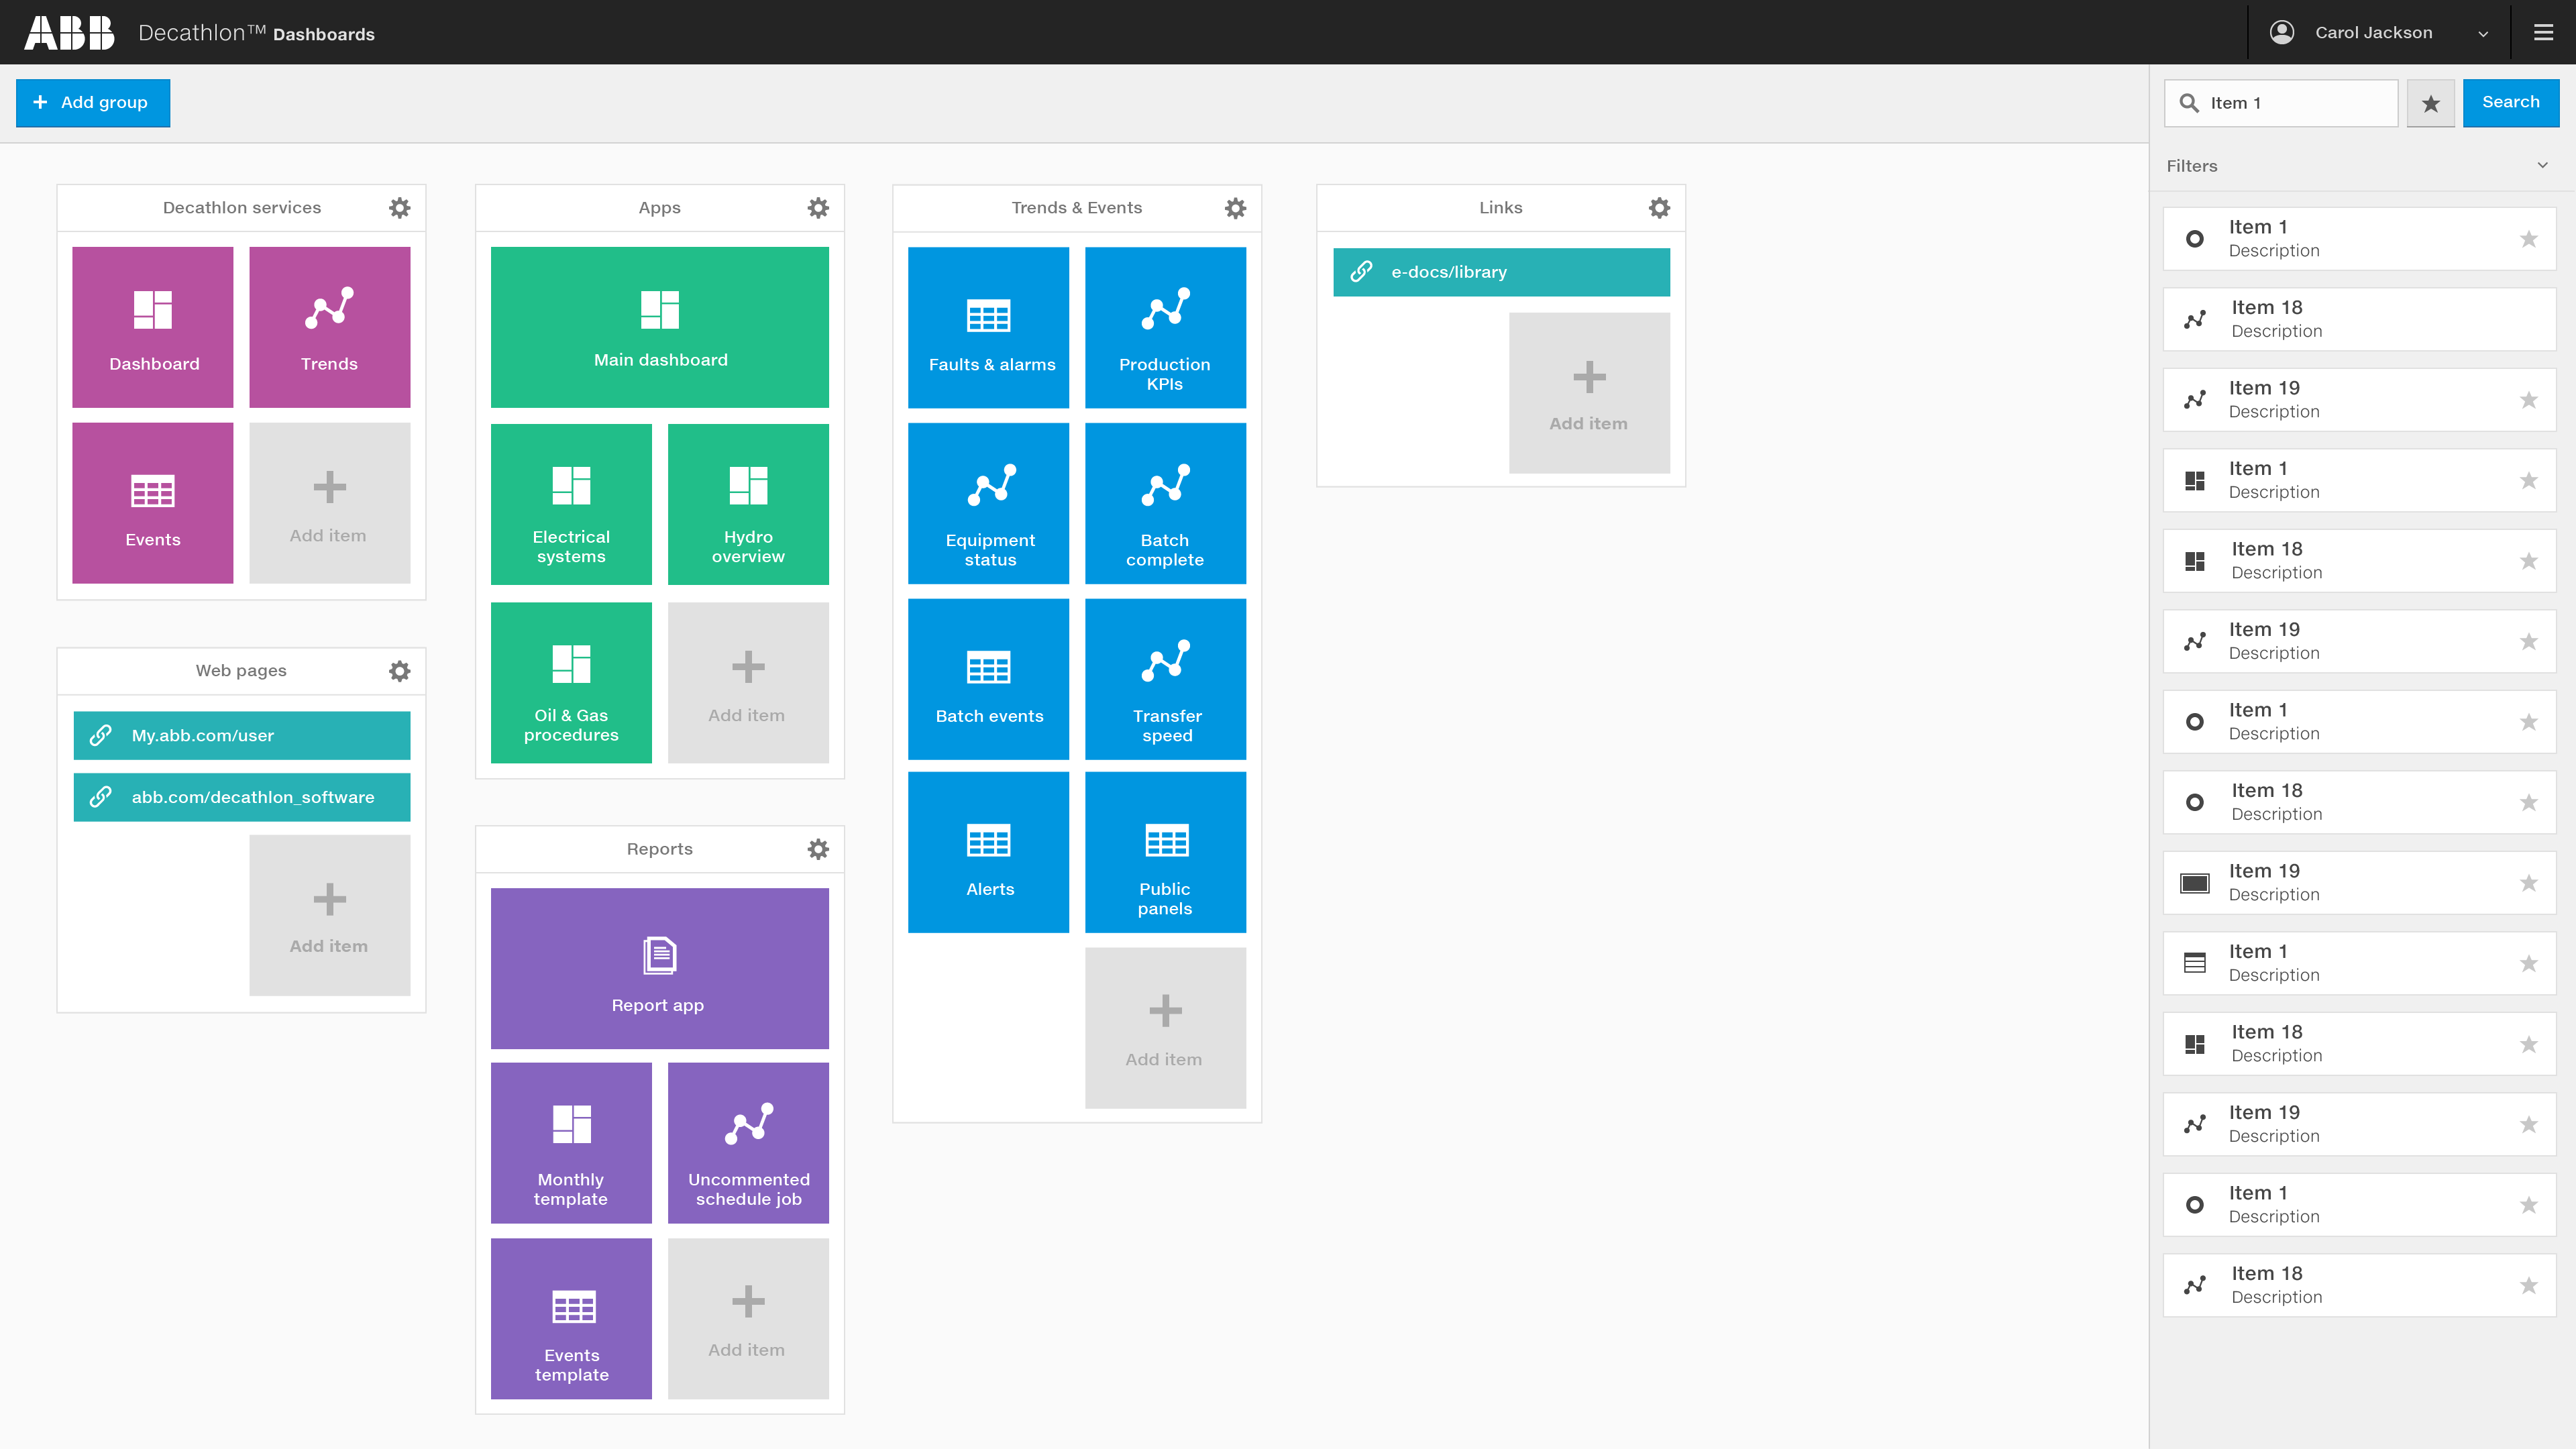 ABB
Decathlon™ Dashboards
Carol Jackson
Add group
Decathlon services
Dashboard
Trends
Events
Add item
Web pages
My.abb.com/user
abb.com/decathlon_software
Add item
Apps
Main dashboard
Electrical
systems
Hydro
overview
Oil & Gas
procedures
Add item
Reports
Report app
Monthly
template
Uncommented
schedule job
Events
template
Add item
Trends & Events
Faults & alarms
Production
KPIs
Equipment
status
Batch
complete
Batch events
Transfer
speed
Alerts
Public
panels
Add item
Links
e-docs/library
Add item
Item 1
Search
Filters
Item 1
Description
Item 18
Description
Item 19
Description
Item 1
Description
Item 18
Description
Item 19
Description
Item 1
Description
Item 18
Description
Item 19
Description
Item 1
Description
Item 18
Description
Item 19
Description
Item 1
Description
Item 18
Description